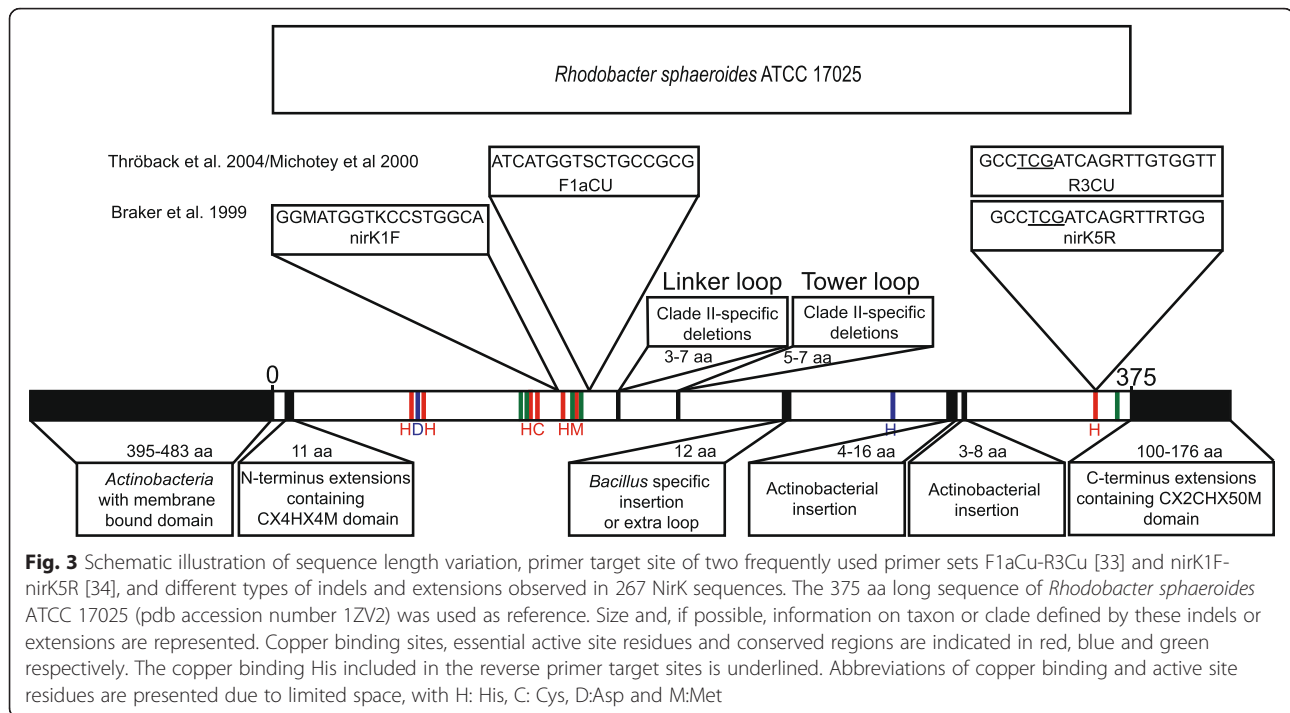 Rhodobacter sphaeroides ATCC 17025
Thröback et al. 2004/Michotey et al 2000
ATCATGGTSCTGCCGCG
F1aCU
GCCTCGATCAGRTTGTGGTT
R3CU
Braker et al. 1999
GGMATGGTKCCSTGGCA
nirK1F
GCCTCGATCAGRTTRTGG
nirK5R
Linker loop
Tower loop
Clade II-specific
deletions
Clade II-specific
deletions
3-7 aa
5-7 aa
0
375
H
D
H
H
C
H
M
H
H
395-483 aa
11 aa
12 aa
4-16 aa
3-8 aa
100-176 aa
Actinobacteria
with membrane
bound domain
N-terminus extensions
containing
CX4HX4M domain
Bacillus specific
insertion
or extra loop
Actinobacterial
insertion
Actinobacterial
insertion
C-terminus extensions
containing CX2CHX50M
domain
Fig. 3 Schematic illustration of sequence length variation, primer target site of two frequently used primer sets F1aCu-R3Cu [33] and nirK1F-
nirK5R [34], and different types of indels and extensions observed in 267 NirK sequences. The 375 aa long sequence of Rhodobacter sphaeroides
ATCC 17025 (pdb accession number 1ZV2) was used as reference. Size and, if possible, information on taxon or clade defined by these indels or
extensions are represented. Copper binding sites, essential active site residues and conserved regions are indicated in red, blue and green
respectively. The copper binding His included in the reverse primer target sites is underlined. Abbreviations of copper binding and active site
residues are presented due to limited space, with H: His, C: Cys, D:Asp and M:Met